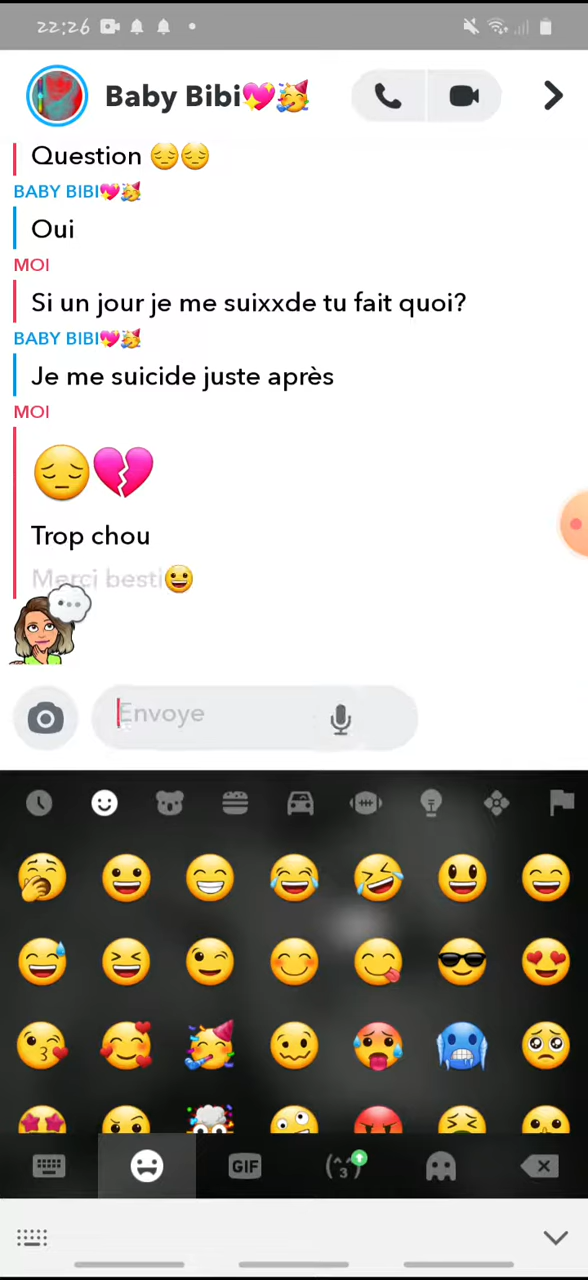 22:26
Baby Bibi💖🥳
Question 😔😔
BABY BIBI💖🥳
Oui
MOI
Si un jour je me suixxde tu fait quoi?
BABY BIBI💖🥳
Je me suicide juste après
MOI
😔💔
Trop chou
Merci besti😀
Envoye
GIF